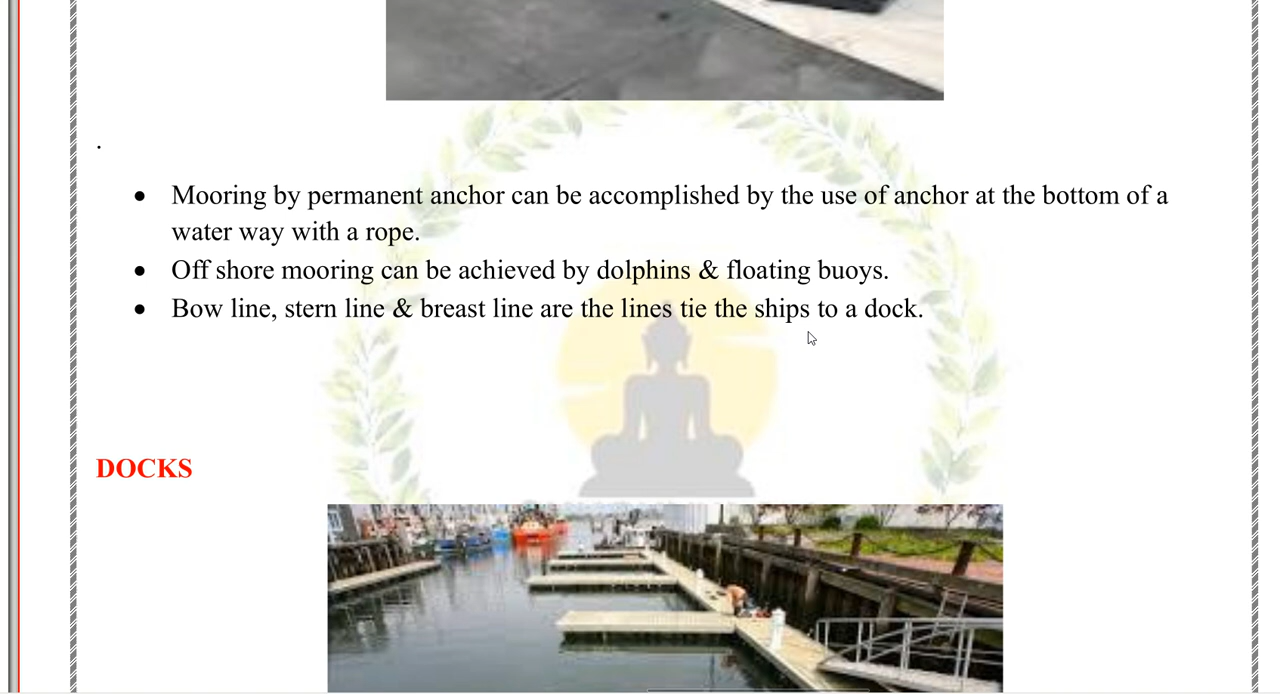 .
• Mooring by permanent anchor can be accomplished by the use of anchor at the bottom of a
water way with a rope.
• Off shore mooring can be achieved by dolphins & floating buoys.
• Bow line, stern line & breast line are the lines tie the ships to a dock.
DOCKS